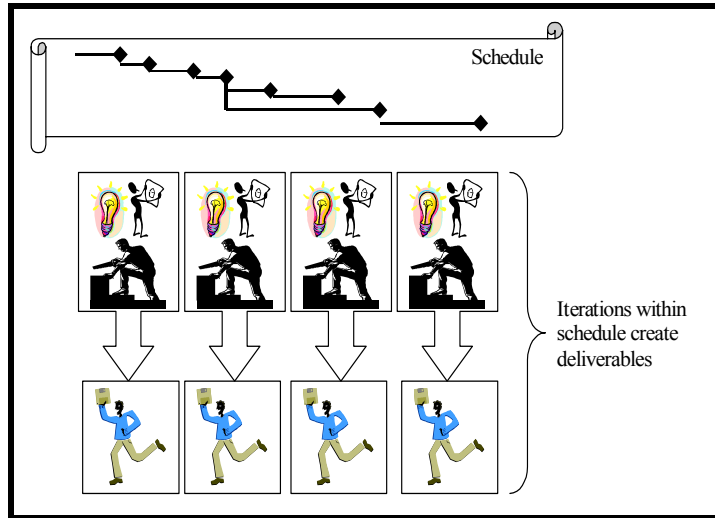 Schedule
Iterations within
schedule create
deliverables